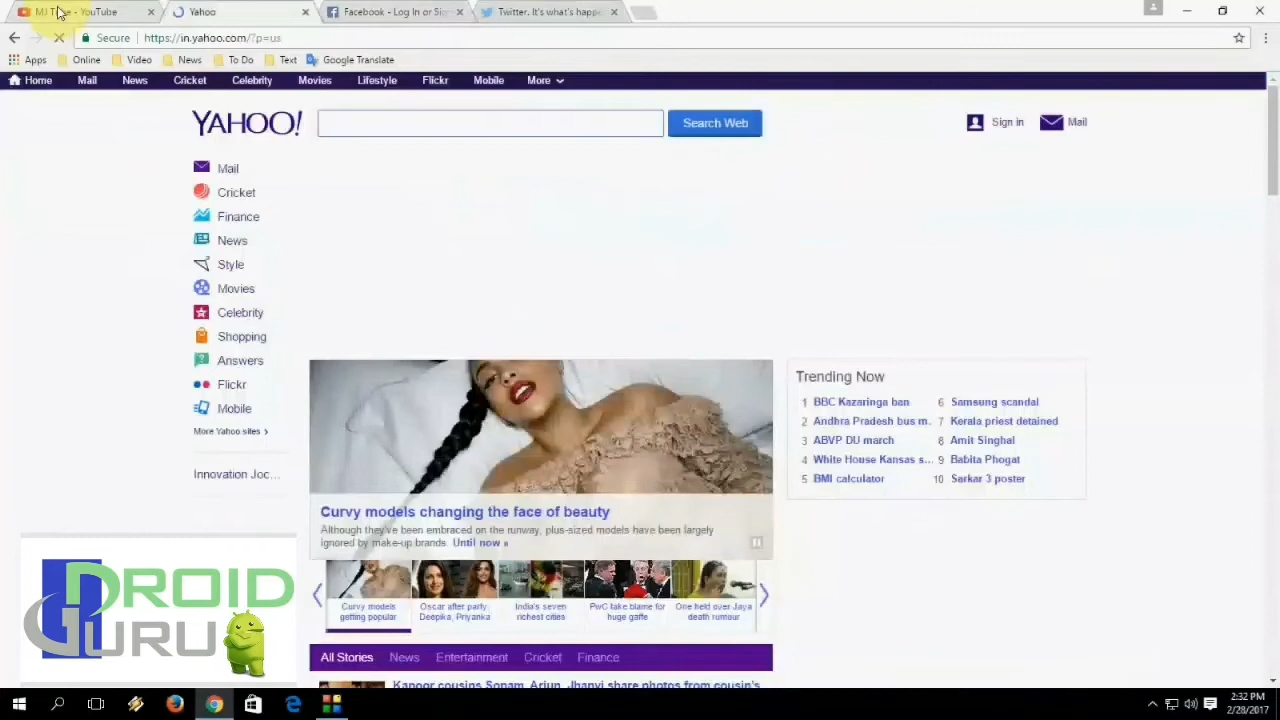 MJ Tube - YouTube
Yahoo
Facebook - Log In or Sign
Twitter. It's what's happe
Secure https://in.yahoo.com/?p=us
Apps Online Video News To Do Text Google Translate
Home Mail News Cricket Celebrity Movies Lifestyle Flickr Mobile More
YAHOO! Search Web Sign in Mail
Mail
Cricket
Finance
News
Style
Movies
Celebrity
Shopping
Answers
Flickr
Mobile
More Yahoo sites >
Innovation Joc...
Curvy models changing the face of beauty
Although they've been embraced on the runway, plus-sized models have been largely
ignored by make-up brands. Until now »
Curvy models
getting popular
Oscar after party:
Deepika, Priyanka
India's seven
richest cities
PwC take blame for
huge gaffe
One held over Jaya
death rumour
All Stories News Entertainment Cricket Finance
Kapoor cousins Sonam, Arjun, Jhanvi share photos from cousin's
Trending Now
1 BBC Kazaringa ban
2 Andhra Pradesh bus m...
3 ABVP DU march
4 White House Kansas s...
5 BMI calculator
6 Samsung scandal
7 Kerala priest detained
8 Amit Singhal
9 Babita Phogat
10 Sarkar 3 poster
DROID
GURU
2:32 PM
2/28/2017